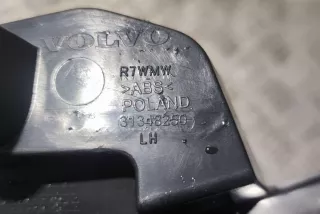 VOLVO
R7WMW
>ABS<
POLAND
31348250
LH